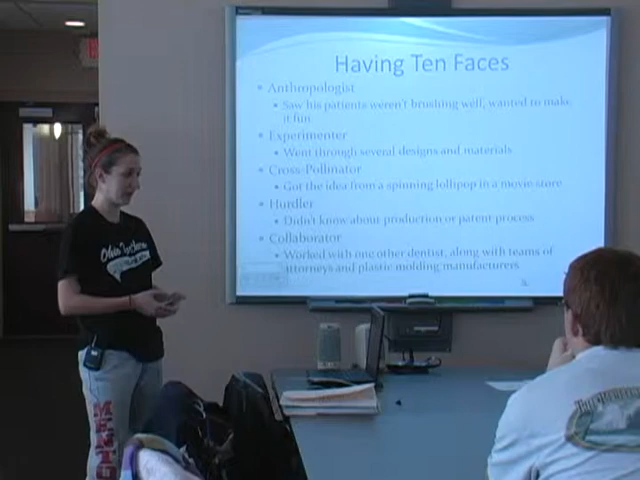 Having Ten Faces
Anthropologist
Saw his patients weren't brushing well, wanted to make
it fun
Experimenter
Went through several designs and materials
Cross-Pollinator
Got the idea from a spinning lollipop in a movie store
Hurdler
Didn't know about production or patent process
Collaborator
Worked with one other dentist, along with teams of
attorneys and plastic molding manufacturers